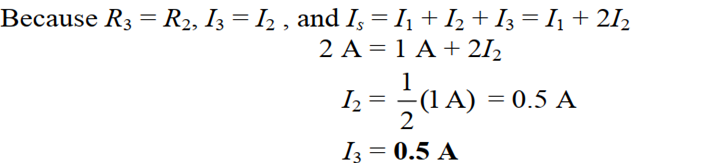 Because R₃ = R₂, I₃ = I₂ , and Iₛ = I₁ + I₂ + I₃ = I₁ + 2I₂
2 A = 1 A + 2I₂
I₂ = 1/2 (1 A) = 0.5 A
I₃ = 0.5 A